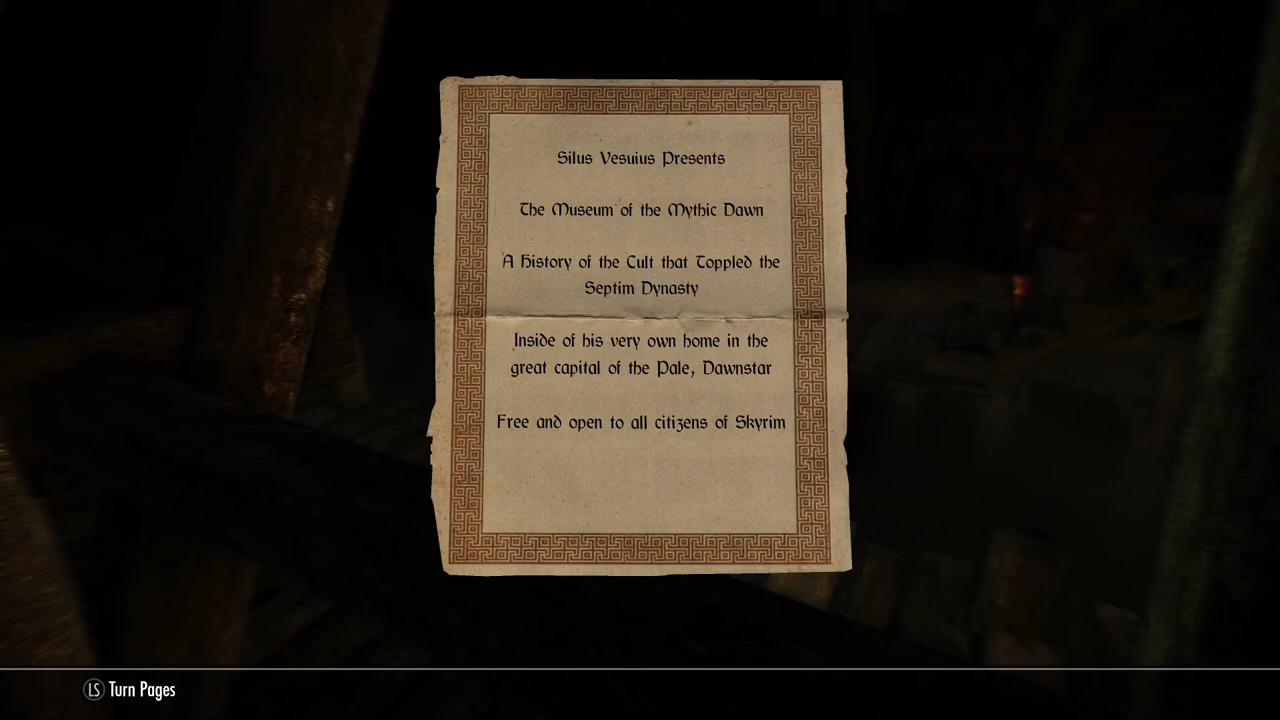 Silus Vesuius Presents
The Museum of the Mythic Dawn
A History of the Cult that Toppled the
Septim Dynasty
Inside of his very own home in the
great capital of the Pale, Dawnstar
Free and open to all citizens of Skyrim
LS Turn Pages